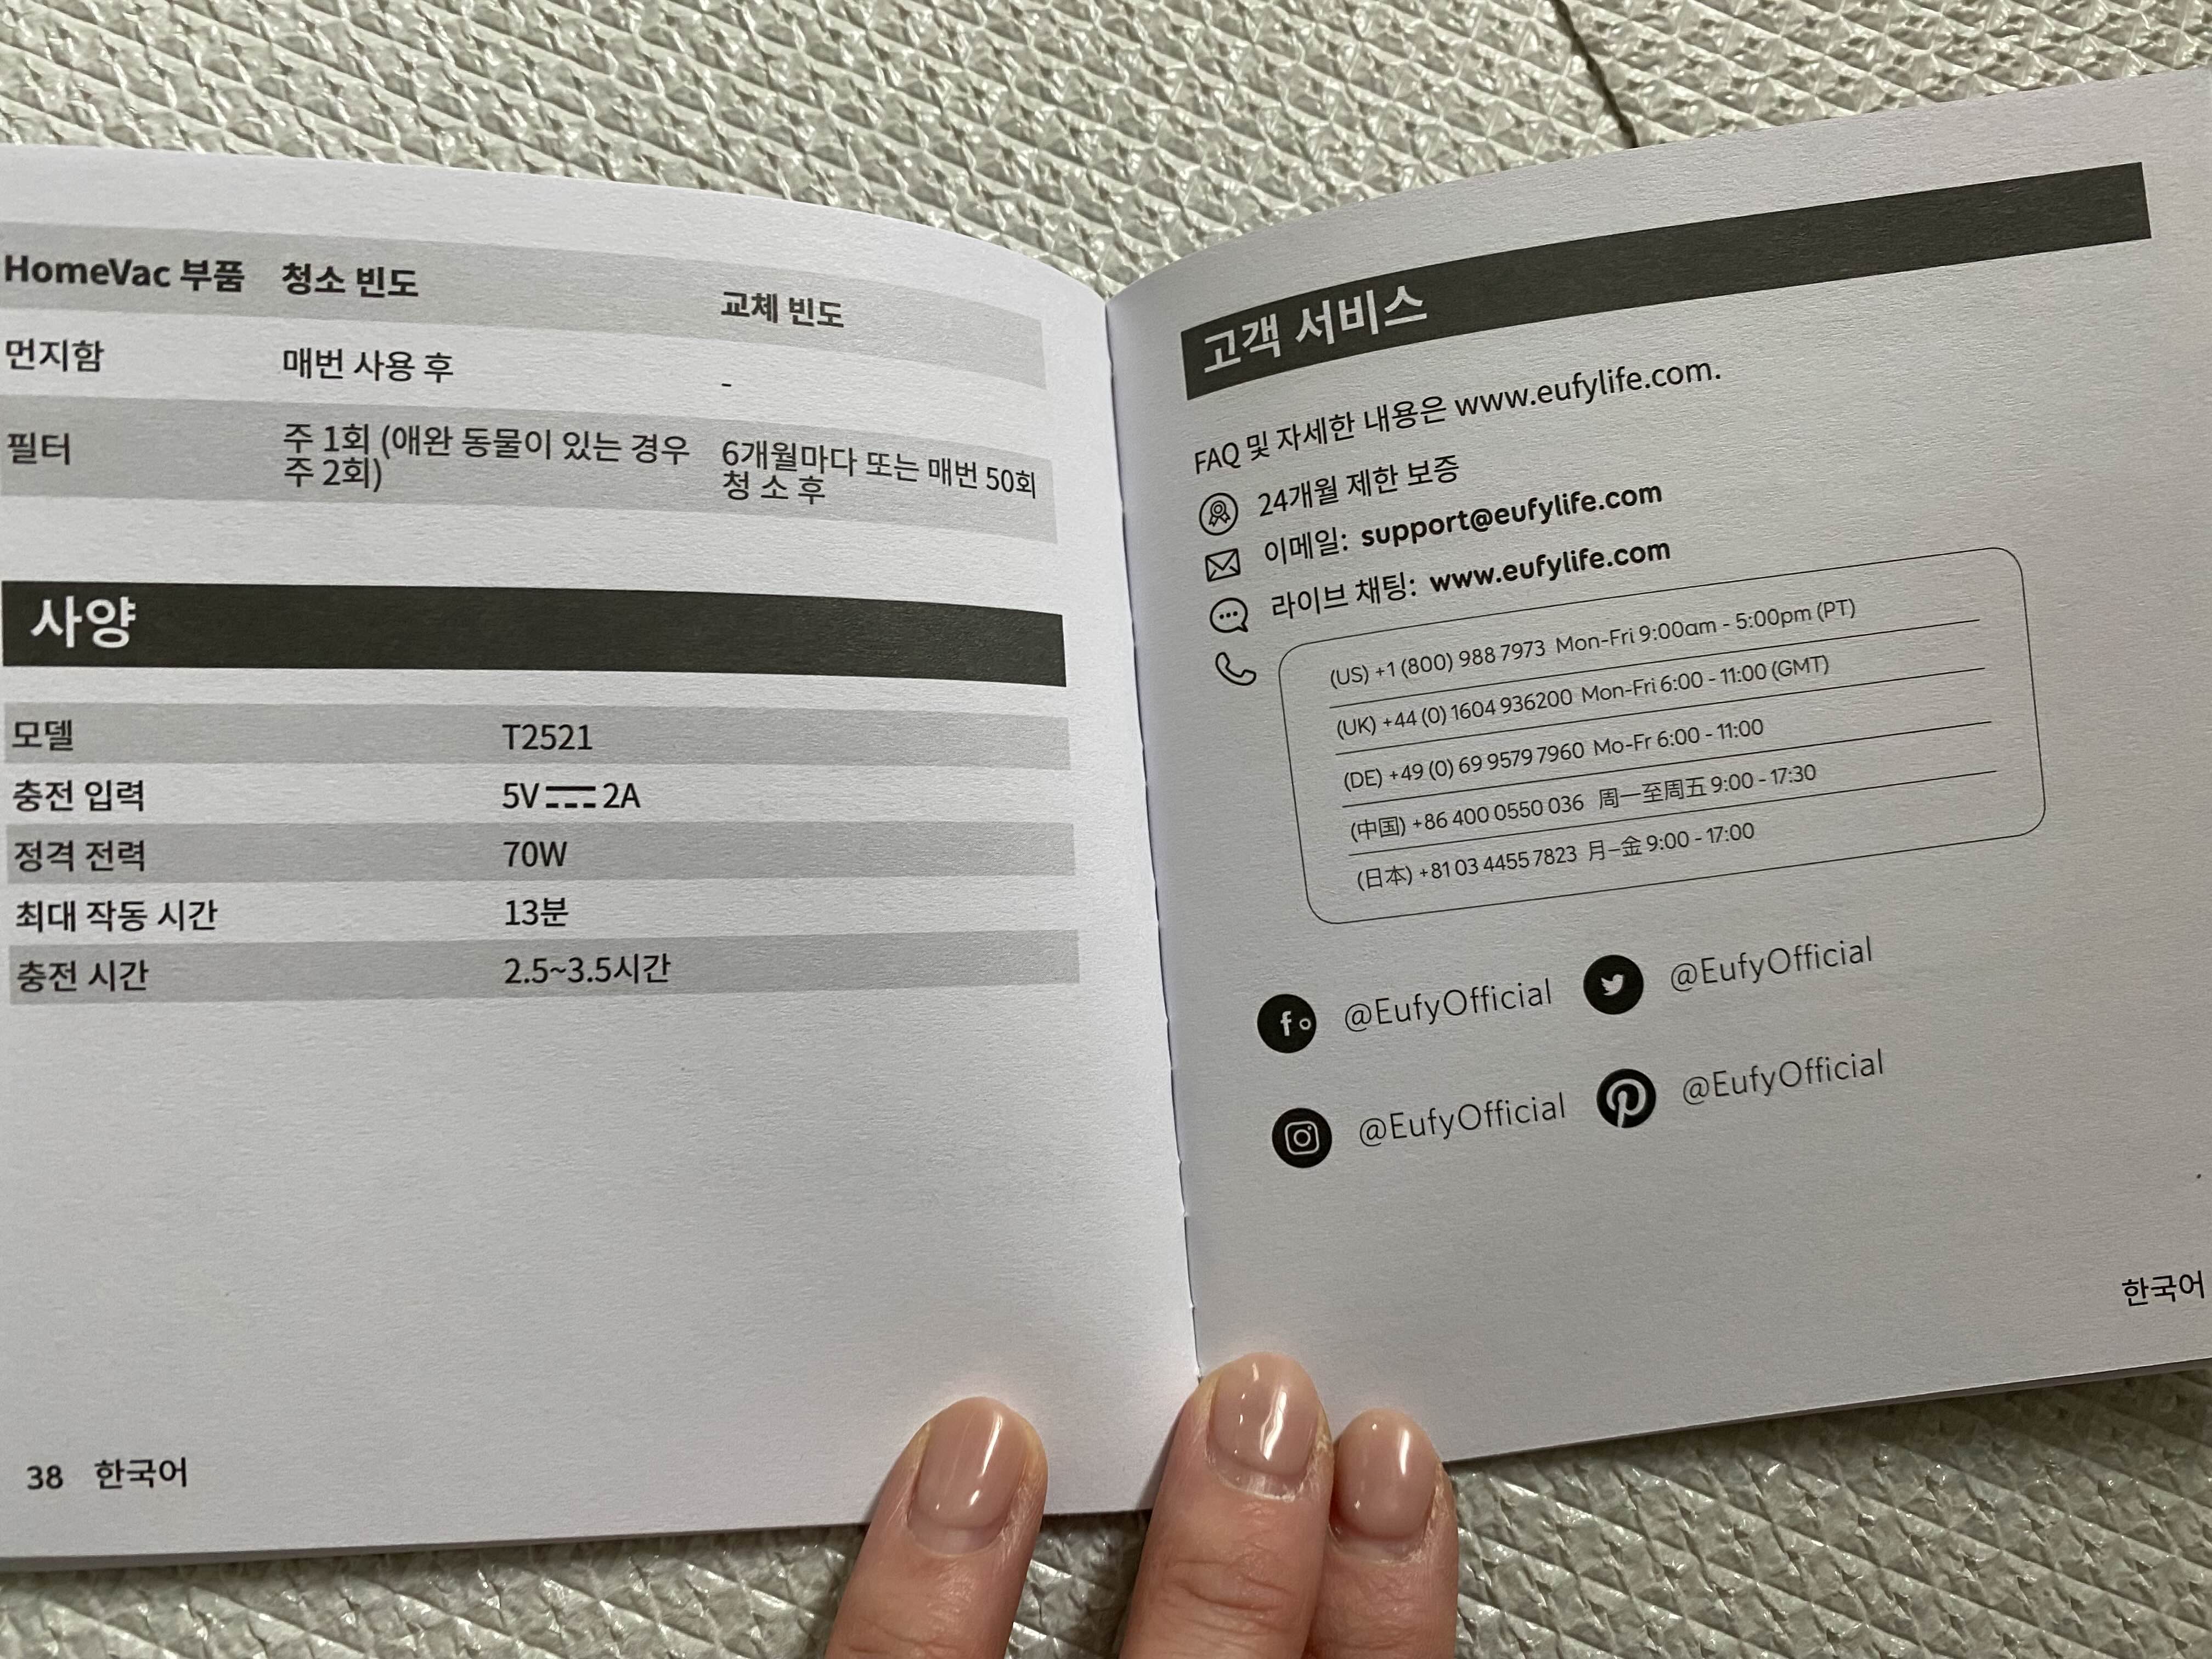 HomeVac 부품 청소 빈도 교체 빈도
먼지함 매번 사용 후 -
필터 주 1회 (애완 동물이 있는 경우 6개월마다 또는 매번 50회
주 2회) 청 소 후
사양
모델 T2521
충전 입력 5V⎓2A
정격 전력 70W
최대 작동 시간 13분
충전 시간 2.5~3.5시간
38 한국어
고객 서비스
FAQ 및 자세한 내용은 www.eufylife.com.
24개월 제한 보증
이메일: support@eufylife.com
라이브 채팅: www.eufylife.com
(US) +1 (800) 988 7973 Mon-Fri 9:00am - 5:00pm (PT)
(UK) +44 (0) 1604 936200 Mon-Fri 6:00 - 11:00 (GMT)
(DE) +49 (0) 69 9579 7960 Mo-Fr 6:00 - 11:00
(中国) +86 400 0550 036 周一至周五 9:00 - 17:30
(日本) +81 03 4455 7823 月–金 9:00 - 17:00
@EufyOfficial @EufyOfficial
@EufyOfficial @EufyOfficial
한국어